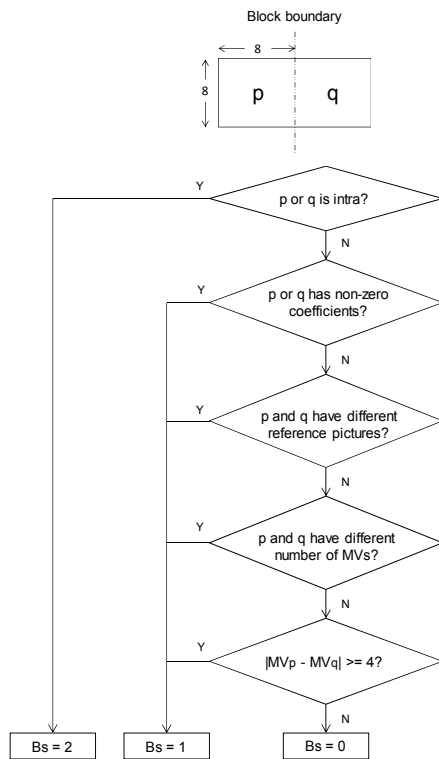 Block boundary
8
8
p
q
Y
p or q is intra?
N
Y
p or q has non-zero
coefficients?
N
Y
p and q have different
reference pictures?
N
Y
p and q have different
number of MVs?
N
Y
|MVp - MVq| >= 4?
N
Bs = 2
Bs = 1
Bs = 0